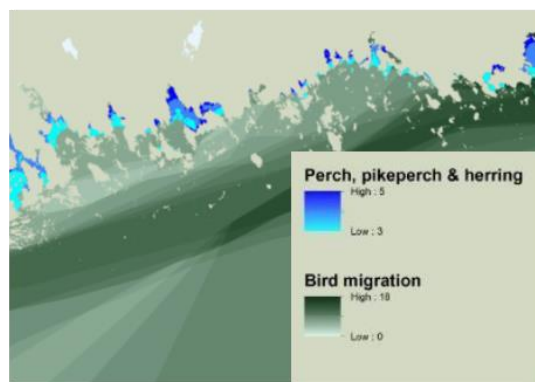 Perch, pikeperch & herring
High : 5
Low : 3
Bird migration
High : 18
Low : 0